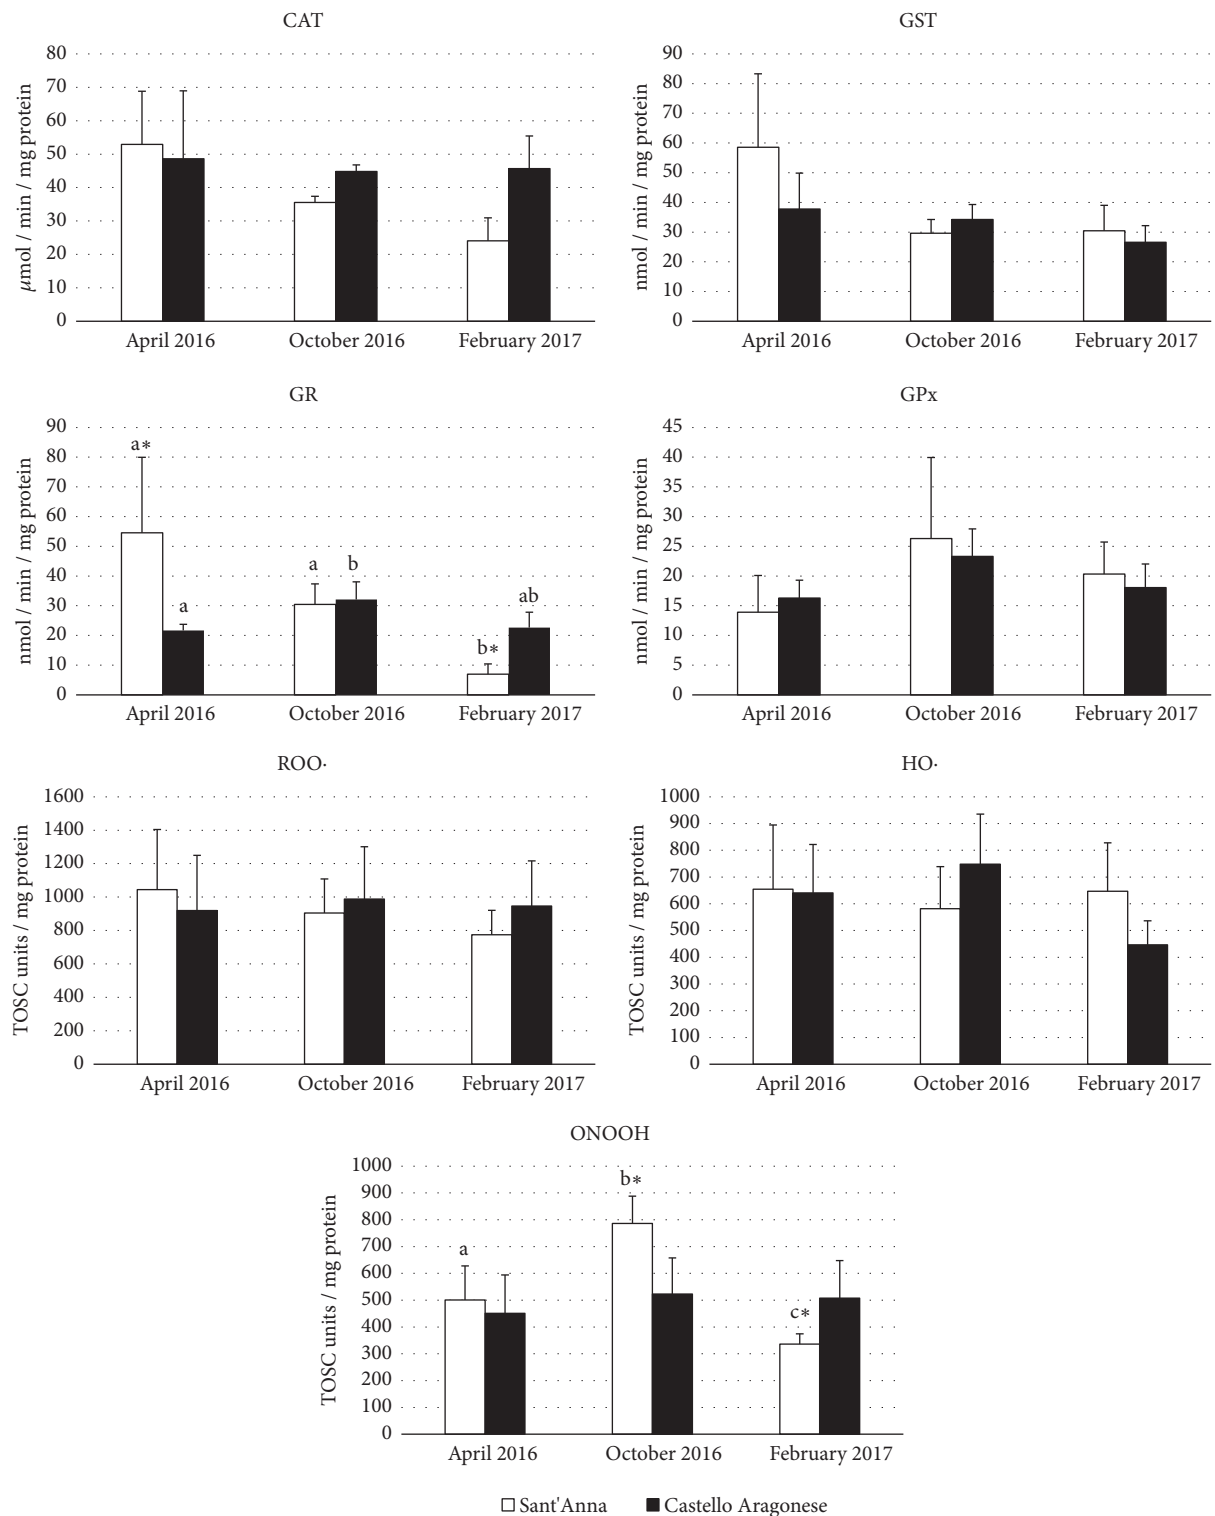 CAT
µmol / min / mg protein
80
70
60
50
40
30
20
10
0
April 2016 October 2016 February 2017
GST
nmol / min / mg protein
90
80
70
60
50
40
30
20
10
0
April 2016 October 2016 February 2017
GR
nmol / min / mg protein
90
80
70
60
50
40
30
20
10
0
a*
a
a
b
b*
ab
April 2016 October 2016 February 2017
GPx
nmol / min / mg protein
45
40
35
30
25
20
15
10
5
0
April 2016 October 2016 February 2017
ROO·
TOSC units / mg protein
1600
1400
1200
1000
800
600
400
200
0
April 2016 October 2016 February 2017
HO·
TOSC units / mg protein
1000
900
800
700
600
500
400
300
200
100
0
April 2016 October 2016 February 2017
ONOOH
TOSC units / mg protein
1000
900
800
700
600
500
400
300
200
100
0
a
b*
c*
April 2016 October 2016 February 2017
Sant'Anna Castello Aragonese